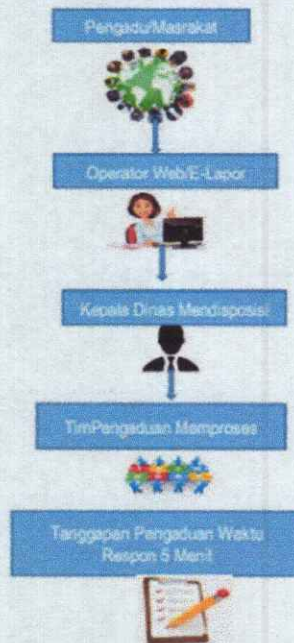 Pengadu/Masrakat
Operator Web/E-Lapor
Kepala Dinas Mendisposisi
TimPengaduan Memproses
Tanggapan Pengaduan Waktu
Respon 5 Menit